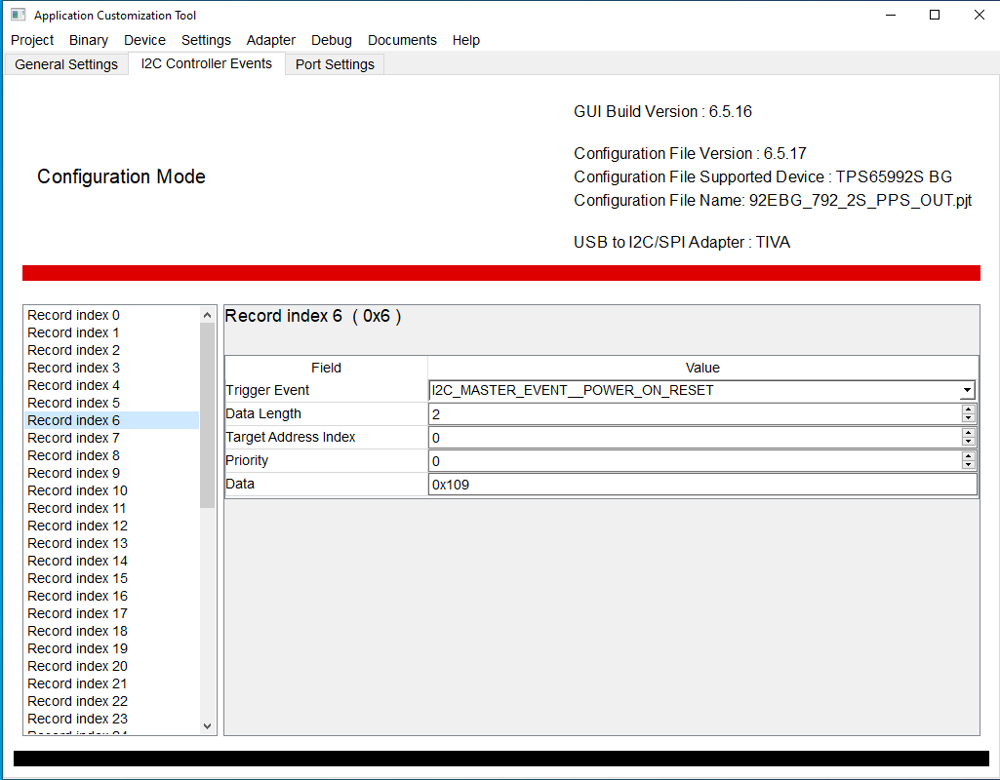 Application Customization Tool
Project Binary Device Settings Adapter Debug Documents Help
General Settings I2C Controller Events Port Settings
GUI Build Version : 6.5.16
Configuration File Version : 6.5.17
Configuration Mode
Configuration File Supported Device : TPS65992S BG
Configuration File Name: 92EBG_792_2S_PPS_OUT.pjt
USB to I2C/SPI Adapter : TIVA
Record index 0
Record index 1
Record index 2
Record index 3
Record index 4
Record index 5
Record index 6
Record index 7
Record index 8
Record index 9
Record index 10
Record index 11
Record index 12
Record index 13
Record index 14
Record index 15
Record index 16
Record index 17
Record index 18
Record index 19
Record index 20
Record index 21
Record index 22
Record index 23
Record index 24
Record index 6 ( 0x6 )
Field Value
Trigger Event I2C_MASTER_EVENT__POWER_ON_RESET
Data Length 2
Target Address Index 0
Priority 0
Data 0x109